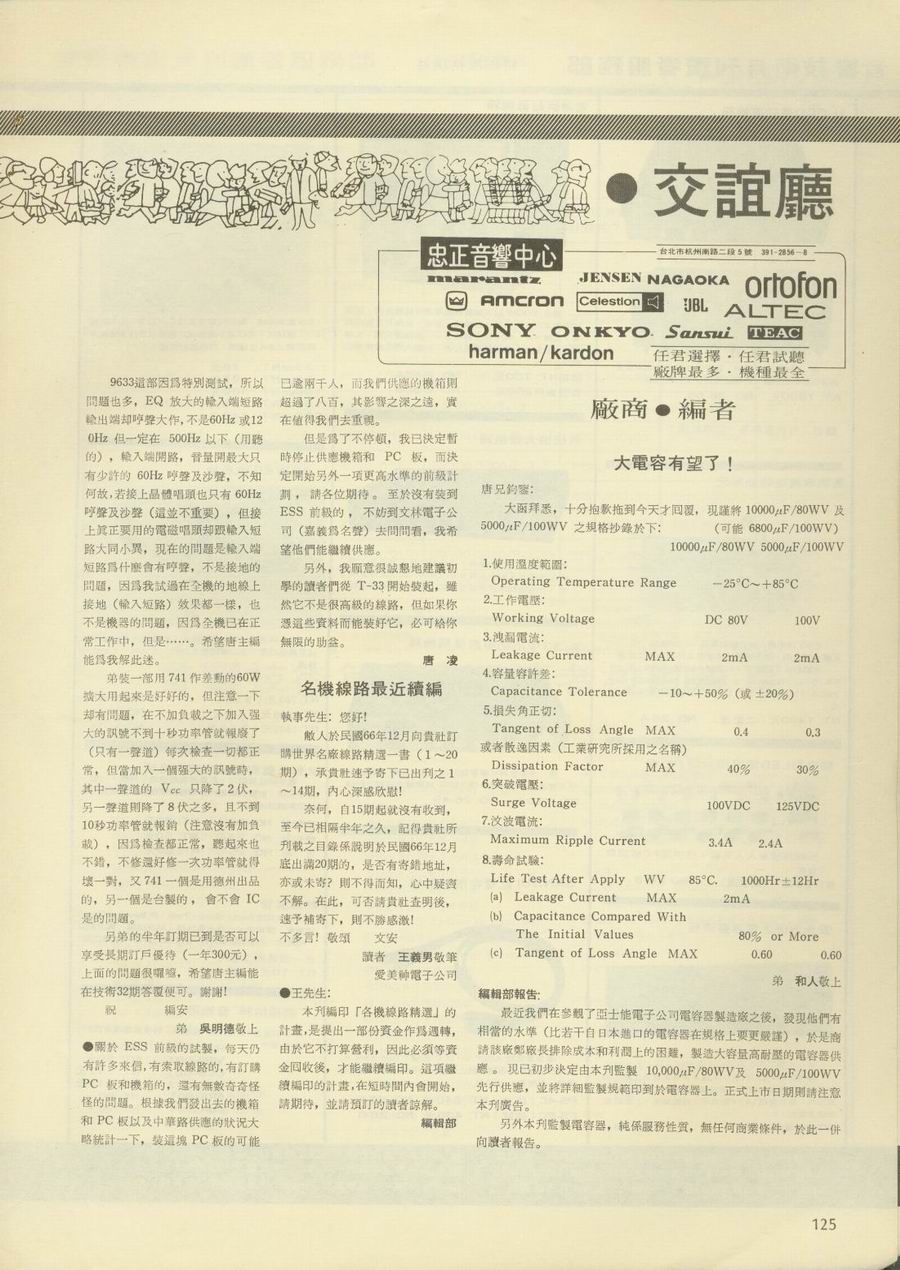 ●交誼廳
忠正音響中心
台北市杭州南路二段5號 391-2856—8
marantz JENSEN NAGAOKA ortofon
amcron Celestion JBL ALTEC
SONY ONKYO Sansui TEAC
harman/kardon
任君選擇·任君試聽
廠牌最多·機種最全
9633這部因爲特別測試，所以
問題也多，EQ 放大的輸入端短路
輸出端却哼聲大作，不是60Hz 或12
0Hz 但一定在 500Hz 以下（用聽
的），輸入端開路，音量開最大只
有少許的 60Hz 哼聲及沙聲，不知
何故，若接上晶體唱頭也只有 60Hz
哼聲及沙聲（這並不重要），但接
上眞正要用的電磁唱頭却跟輸入短
路大同小異，現在的問題是輸入端
短路爲什麼會有哼聲，不是接地的
問題，因爲我試過在全機的地線上
接地（輸入短路）效果都一樣，也
不是機器的問題，因爲全機已在正
常工作中，但是……。希望唐主編
能爲我解此迷。
弟裝一部用 741 作差動的60W
擴大用起來是好好的，但注意一下
却有問題，在不加負載之下加入强
大的訊號不到十秒功率管就報廢了
（只有一聲道）每次檢查一切都正
常，但當加入一個强大的訊號時，
其中一聲道的 Vcc 只降了2伏，
另一聲道則降了8伏之多，且不到
10秒功率管就報銷（注意沒有加負
載），因爲檢查都正常，聽起來也
不錯，不修還好修一次功率管就得
壞一對，又 741 一個是用德州出品
的，另一個是台製的，會不會 IC
是的問題。
另弟的半年訂期已到是否可以
享受長期訂戶優待（一年300元），
上面的問題很囉嗦，希望唐主編能
在技術32期答覆便可。謝謝！
祝 編安
弟 吳明德敬上
●關於 ESS 前級的試製，每天仍
有許多來信，有索取線路的，有訂購
PC 板和機箱的，還有無數奇奇怪
怪的問題。根據我們發出去的機箱
和 PC 板以及中華路供應的狀況大
略統計一下，裝這塊 PC 板的可能
已逾兩千人，而我們供應的機箱則
超過了八百，其影響之深之遠，實
在值得我們去重視。
但是爲了不停頓，我已決定暫
時停止供應機箱和 PC 板，而決
定開始另外一項更高水準的前級計
劃，請各位期待。至於沒有裝到
ESS 前級的，不妨到文林電子公
司（嘉義爲名聲）去問問看，我希
望他們能繼續供應。
另外，我願意很誠懇地建議初
學的讀者們從 T-33 開始裝起，雖
然它不是很高級的線路，但如果你
憑這些資料而能裝好它，必可給你
無限的助益。
唐 凌
名機線路最近續編
執事先生：您好！
敝人於民國66年12月向貴社訂
購世界名廠線路精選一書（1～20
期），承貴社速予寄下已出刋之1
～14期，內心深感欣慰！
奈何，自15期起就沒有收到，
至今已相隔半年之久，記得貴社所
刋載之目錄係說明於民國66年12月
底出滿20期的，是否有寄錯地址，
亦或未寄？則不得而知，心中疑竇
不解。在此，可否請貴社查明後，
速予補寄下，則不勝感激！
不多言！敬頌 文安
讀者 王義男敬筆
愛美神電子公司
●王先生：
本刋編印「各機線路精選」的
計畫，是提出一部份資金作爲週轉，
由於它不打算營利，因此必須等資
金回收後，才能繼續編印。這項繼
續編印的計畫，在短時間內會開始，
請期待，並請預訂的讀者諒解。
編輯部
廠商●編者
大電容有望了！
唐兄鈞鑒：
大函拜悉，十分抱歉拖到今天才回覆，現謹將 10000μF/80WV 及
5000μF/100WV 之規格抄錄於下： （可能 6800μF/100WV）
10000μF/80WV 5000μF/100WV
1.使用溫度範圍：
Operating Temperature Range －25°C～+85°C
2.工作電壓：
Working Voltage DC 80V 100V
3.洩漏電流：
Leakage Current MAX 2mA 2mA
4.容量容許差：
Capacitance Tolerance －10～+50%（或 ±20%）
5.損失角正切：
Tangent of Loss Angle MAX 0.4 0.3
或者散逸因素（工業硏究所採用之名稱）
Dissipation Factor MAX 40% 30%
6.突破電壓：
Surge Voltage 100VDC 125VDC
7.汶波電流：
Maximum Ripple Current 3.4A 2.4A
8.壽命試驗：
Life Test After Apply WV 85°C. 1000Hr±12Hr
(a) Leakage Current MAX 2mA
(b) Capacitance Compared With
The Initial Values 80% or More
(c) Tangent of Loss Angle MAX 0.60 0.60
弟 和人敬上
編輯部報告：
最近我們在參觀了亞士能電子公司電容器製造廠之後，發現他們有
相當的水準（比若干自日本進口的電容器在規格上要更嚴謹），於是商
請該廠鄭廠長排除成本和利潤上的困難，製造大容量高耐壓的電容器供
應。現已初步決定由本刋監製 10,000μF/80WV及 5000μF/100WV
先行供應，並將詳細監製規範印到於電容器上。正式上市日期則請注意
本刋廣告。
另外本刋監製電容器，純係服務性質，無任何商業條件，於此一併
向讀者報告。
125